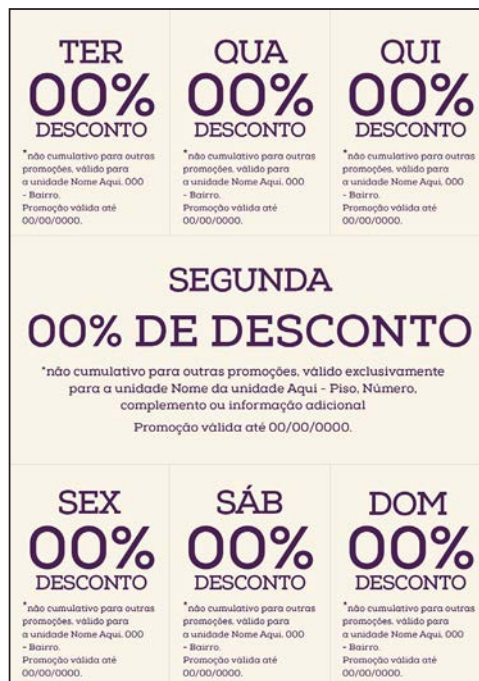 TER
00%
DESCONTO
*não cumulativo para outras
promoções, válido para
a unidade Nome Aqui, 000
- Bairro.
Promoção válida até
00/00/0000.
QUA
00%
DESCONTO
*não cumulativo para outras
promoções, válido para
a unidade Nome Aqui, 000
- Bairro.
Promoção válida até
00/00/0000.
QUI
00%
DESCONTO
*não cumulativo para outras
promoções, válido para
a unidade Nome Aqui, 000
- Bairro.
Promoção válida até
00/00/0000.
SEGUNDA
00% DE DESCONTO
*não cumulativo para outras promoções, válido exclusivamente
para a unidade Nome da unidade Aqui - Piso, Número,
complemento ou informação adicional
Promoção válida até 00/00/0000.
SEX
00%
DESCONTO
*não cumulativo para outras
promoções, válido para
a unidade Nome Aqui, 000
- Bairro.
Promoção válida até
00/00/0000.
SÁB
00%
DESCONTO
*não cumulativo para outras
promoções, válido para
a unidade Nome Aqui, 000
- Bairro.
Promoção válida até
00/00/0000.
DOM
00%
DESCONTO
*não cumulativo para outras
promoções, válido para
a unidade Nome Aqui, 000
- Bairro.
Promoção válida até
00/00/0000.